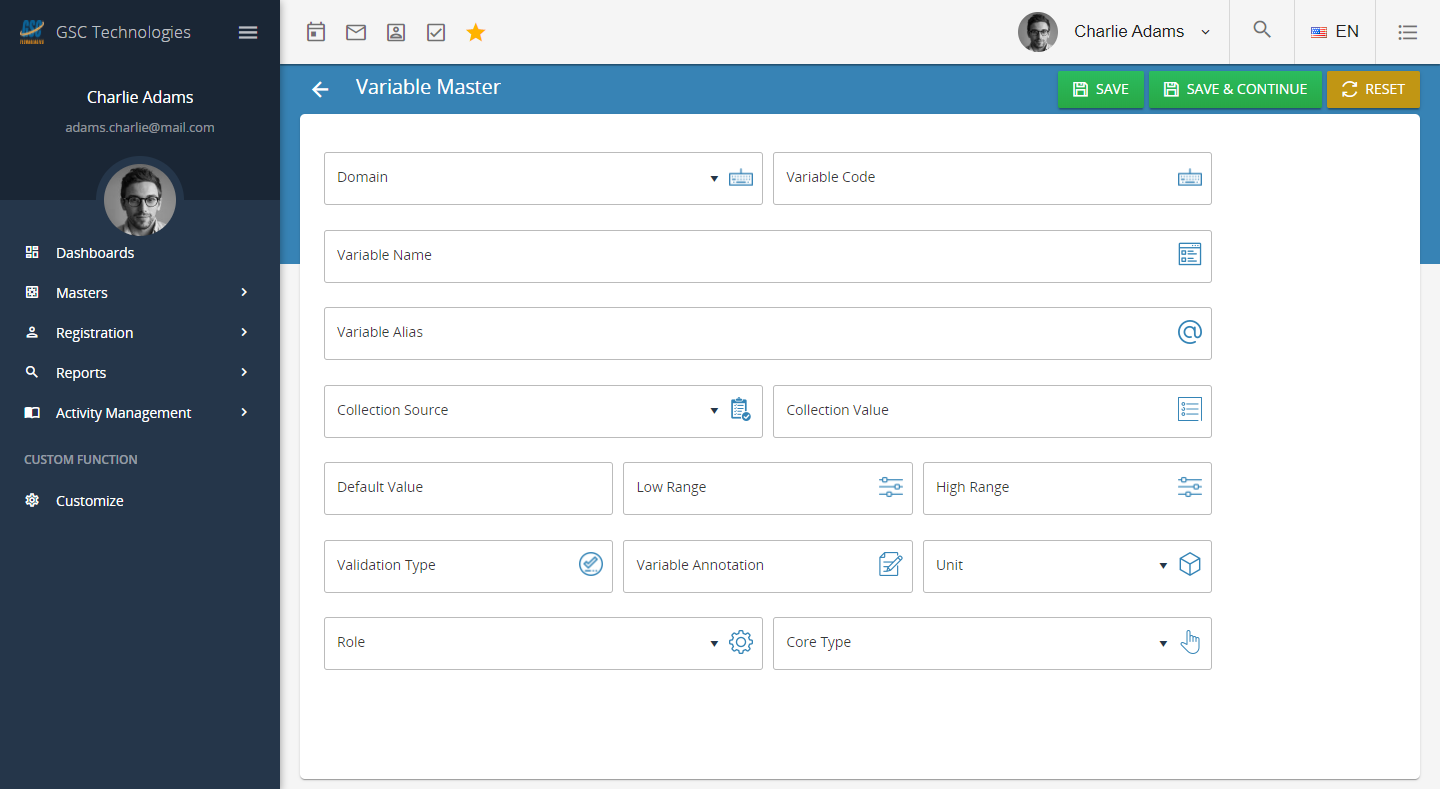 GSC Technologies
Charlie Adams
EN
Charlie Adams
adams.charlie@mail.com
Dashboards
Masters
Registration
Reports
Activity Management
CUSTOM FUNCTION
Customize
Variable Master
SAVE
SAVE & CONTINUE
RESET
Domain
Variable Code
Variable Name
Variable Alias
Collection Source
Collection Value
Default Value
Low Range
High Range
Validation Type
Variable Annotation
Unit
Role
Core Type